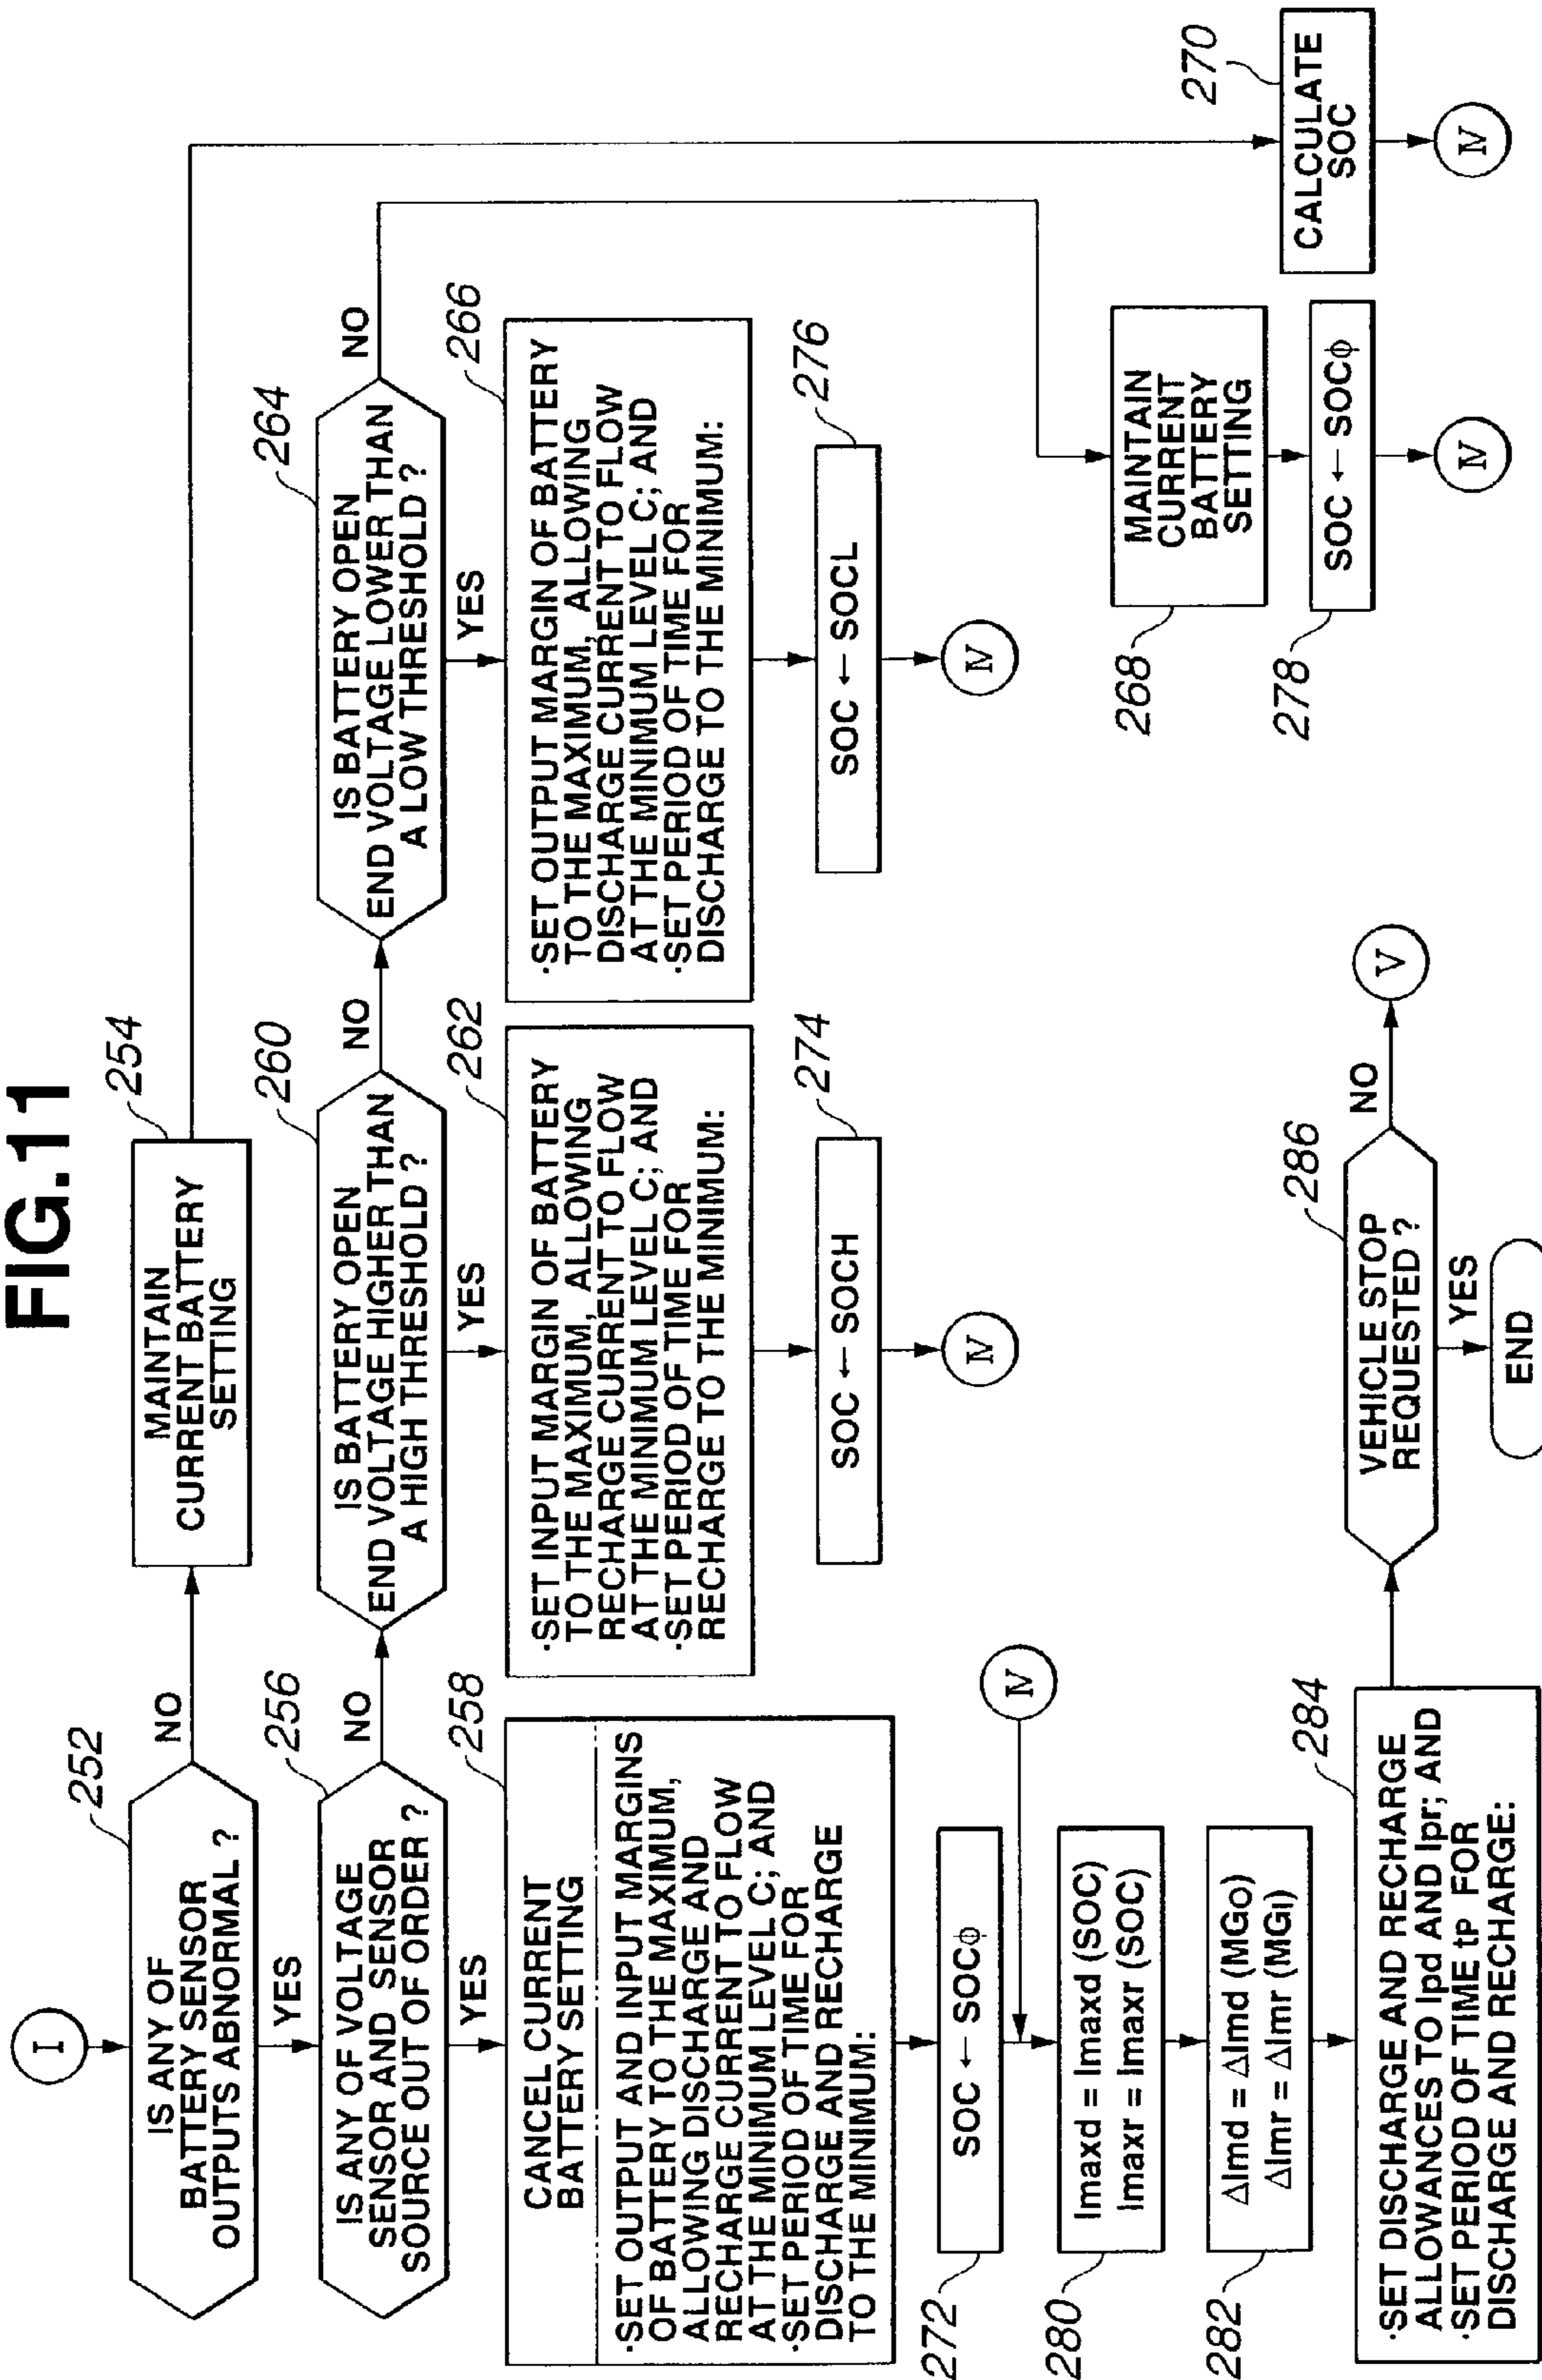 FIG.11
I
252
IS ANY OF
BATTERY SENSOR
OUTPUTS ABNORMAL ?
NO
254
MAINTAIN
CURRENT BATTERY
SETTING
YES
256
IS ANY OF VOLTAGE
SENSOR AND SENSOR
SOURCE OUT OF ORDER ?
NO
260
IS BATTERY OPEN
END VOLTAGE HIGHER THAN
A HIGH THRESHOLD ?
NO
264
IS BATTERY OPEN
END VOLTAGE LOWER THAN
A LOW THRESHOLD ?
NO
YES
258
CANCEL CURRENT
BATTERY SETTING
·SET OUTPUT AND INPUT MARGINS
OF BATTERY TO THE MAXIMUM,
ALLOWING DISCHARGE AND
RECHARGE CURRENT TO FLOW
AT THE MINIMUM LEVEL C; AND
·SET PERIOD OF TIME FOR
DISCHARGE AND RECHARGE
TO THE MINIMUM:
YES
262
·SET INPUT MARGIN OF BATTERY
TO THE MAXIMUM, ALLOWING
RECHARGE CURRENT TO FLOW
AT THE MINIMUM LEVEL C; AND
·SET PERIOD OF TIME FOR
RECHARGE TO THE MINIMUM:
YES
266
·SET OUTPUT MARGIN OF BATTERY
TO THE MAXIMUM, ALLOWING
DISCHARGE CURRENT TO FLOW
AT THE MINIMUM LEVEL C; AND
·SET PERIOD OF TIME FOR
DISCHARGE TO THE MINIMUM:
272
SOC ← SOCφ
274
SOC ← SOCH
IV
276
SOC ← SOCL
IV
268
MAINTAIN
CURRENT
BATTERY
SETTING
278
SOC ← SOCφ
IV
270
CALCULATE
SOC
IV
IV
280
Imaxd = Imaxd (SOC)
Imaxr = Imaxr (SOC)
282
ΔImd = ΔImd (MGo)
ΔImr = ΔImr (MGI)
284
·SET DISCHARGE AND RECHARGE
ALLOWANCES TO Ipd AND Ipr; AND
·SET PERIOD OF TIME tP FOR
DISCHARGE AND RECHARGE:
286
VEHICLE STOP
REQUESTED ?
NO
V
YES
END